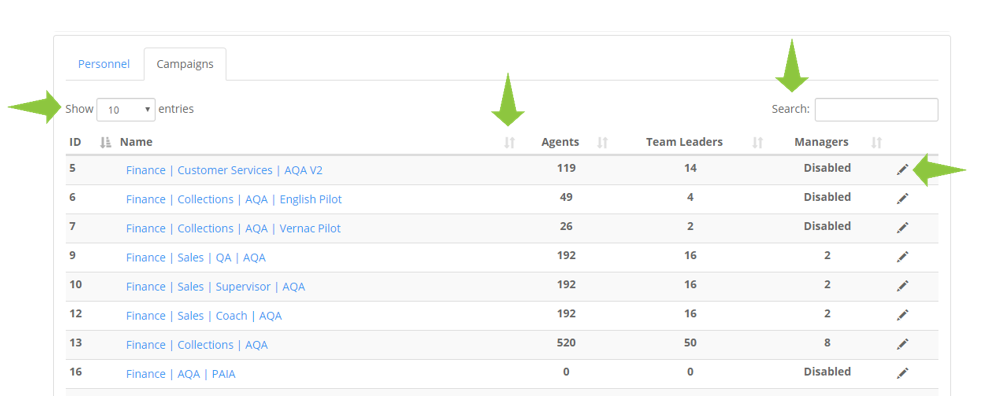 Personnel Campaigns
Show 10 entries Search:
ID Name Agents Team Leaders Managers
5 Finance | Customer Services | AQA V2 119 14 Disabled
6 Finance | Collections | AQA | English Pilot 49 4 Disabled
7 Finance | Collections | AQA | Vernac Pilot 26 2 Disabled
9 Finance | Sales | QA | AQA 192 16 2
10 Finance | Sales | Supervisor | AQA 192 16 2
12 Finance | Sales | Coach | AQA 192 16 2
13 Finance | Collections | AQA 520 50 8
16 Finance | AQA | PAIA 0 0 Disabled